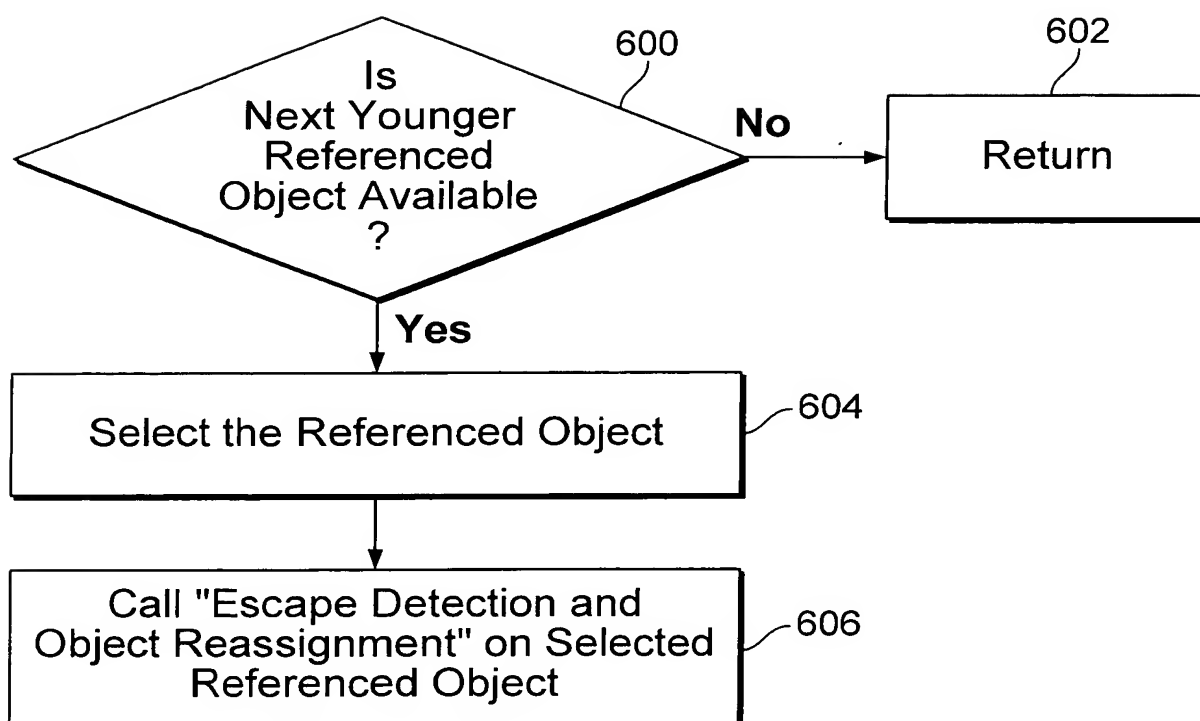 Is
Next Younger
Referenced
Object Available
?
600
No
602
Return
Yes
Select the Referenced Object
604
Call "Escape Detection and
Object Reassignment" on Selected
Referenced Object
606